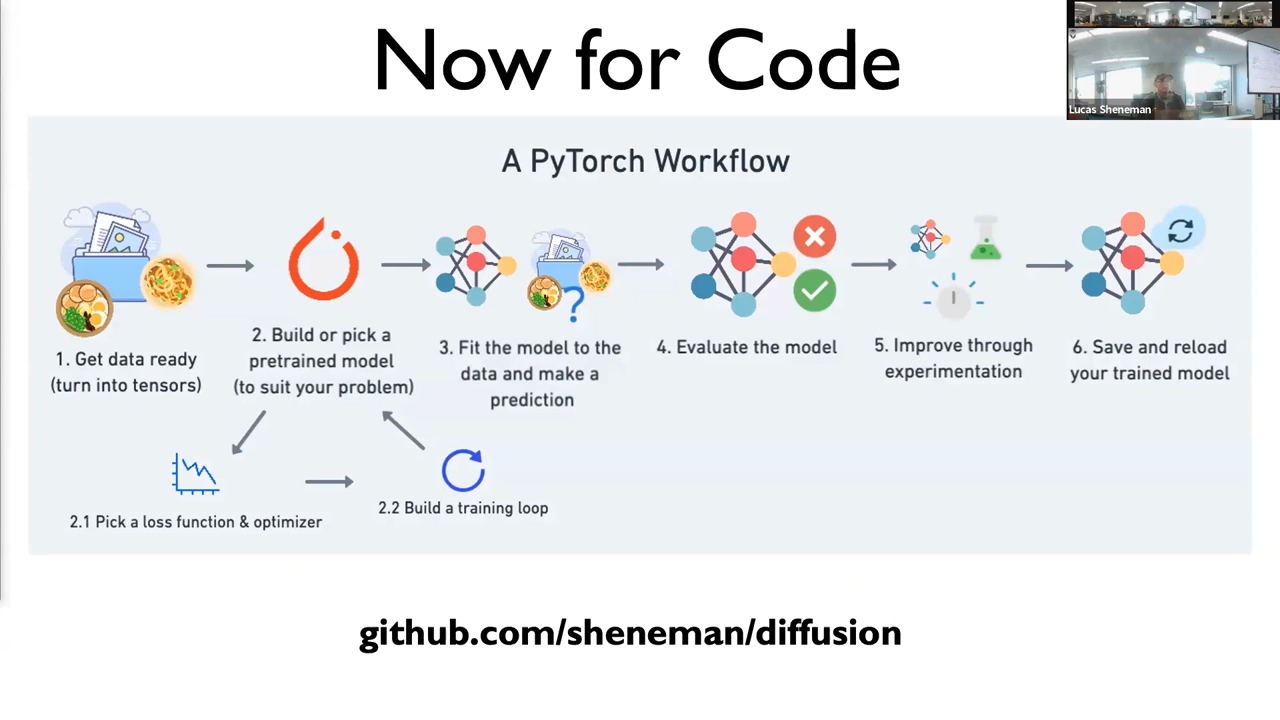 Now for Code
Lucas Sheneman
A PyTorch Workflow
1. Get data ready
(turn into tensors)
2. Build or pick a
pretrained model
(to suit your problem)
3. Fit the model to the
data and make a
prediction
4. Evaluate the model
5. Improve through
experimentation
6. Save and reload
your trained model
2.1 Pick a loss function & optimizer
2.2 Build a training loop
github.com/sheneman/diffusion